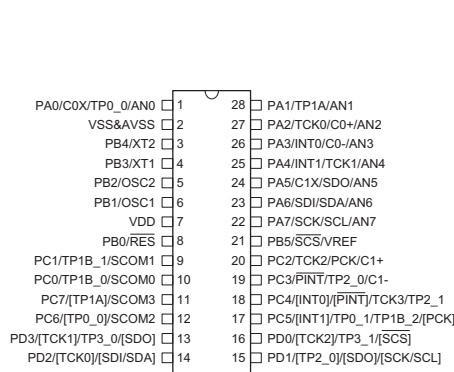 PA0/C0X/TP0_0/AN0 1 28 PA1/TP1A/AN1
VSS&AVSS 2 27 PA2/TCK0/C0+/AN2
PB4/XT2 3 26 PA3/INT0/C0-/AN3
PB3/XT1 4 25 PA4/INT1/TCK1/AN4
PB2/OSC2 5 24 PA5/C1X/SDO/AN5
PB1/OSC1 6 23 PA6/SDI/SDA/AN6
VDD 7 22 PA7/SCK/SCL/AN7
PB0/RES 8 21 PB5/SCS/VREF
PC1/TP1B_1/SCOM1 9 20 PC2/TCK2/PCK/C1+
PC0/TP1B_0/SCOM0 10 19 PC3/PINT/TP2_0/C1-
PC7/[TP1A]/SCOM3 11 18 PC4/[INT0]/[PINT]/TCK3/TP2_1
PC6/[TP0_0]/SCOM2 12 17 PC5/[INT1]/TP0_1/TP1B_2/[PCK]
PD3/[TCK1]/TP3_0/[SDO] 13 16 PD0/[TCK2]/TP3_1/[SCS]
PD2/[TCK0]/[SDI/SDA] 14 15 PD1/[TP2_0]/[SDO]/[SCK/SCL]